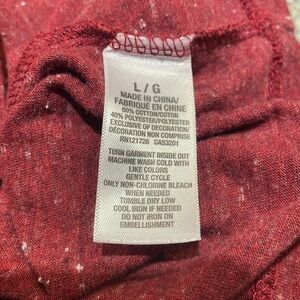 L / G
MADE IN CHINA/
FABRIQUÉ EN CHINE
60% COTTON/COTON
40% POLYESTER/POLYESTER
EXCLUSIVE OF DECORATION/
DÉCORATION NON COMPRISE
RN121726 CA53201
TURN GARMENT INSIDE OUT
MACHINE WASH COLD WITH
LIKE COLORS
GENTLE CYCLE
ONLY NON-CHLORINE BLEACH
WHEN NEEDED
TUMBLE DRY LOW
COOL IRON IF NEEDED
DO NOT IRON ON
EMBELLISHMENT